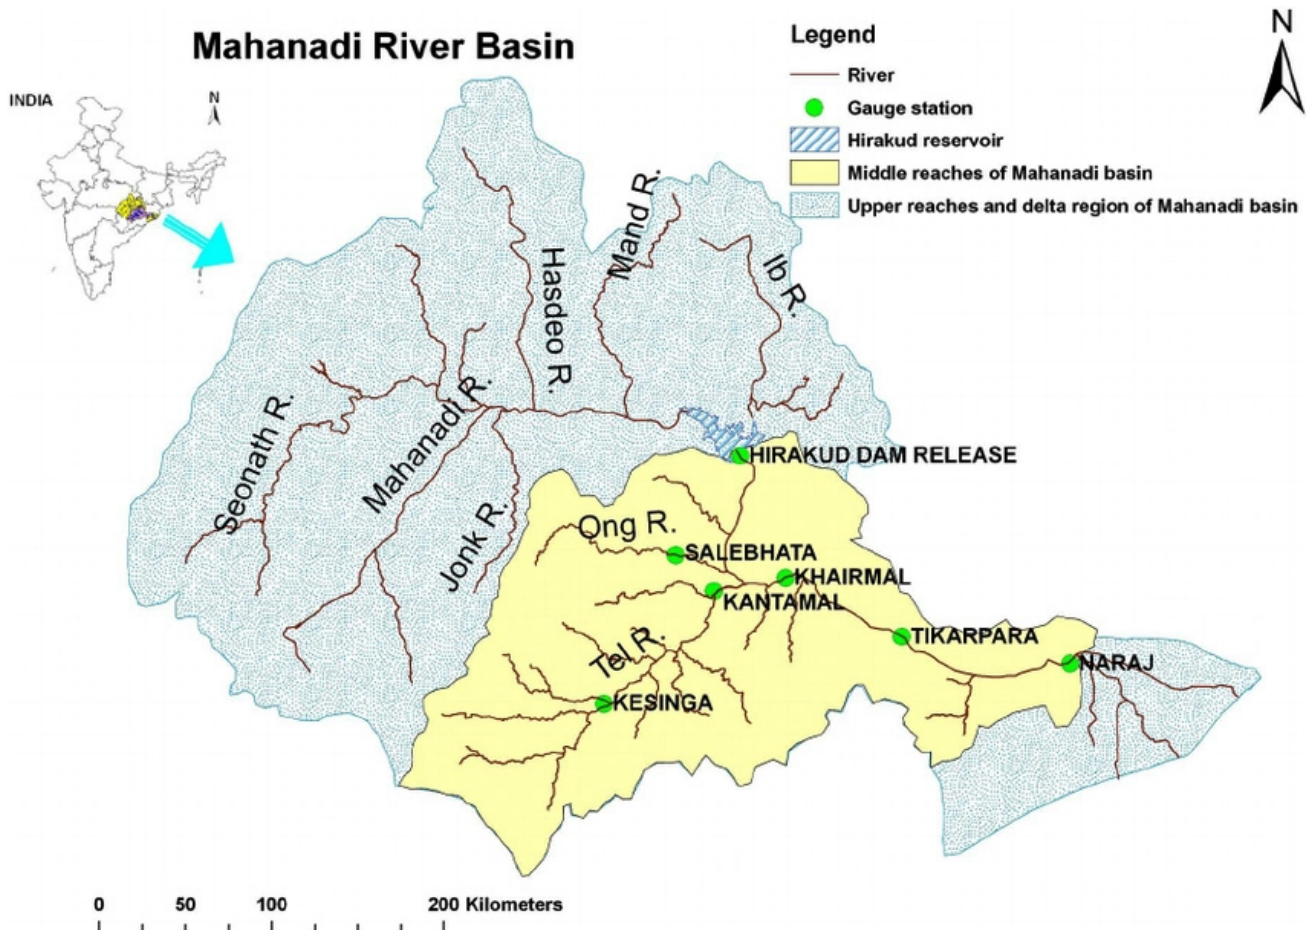 Mahanadi River Basin
INDIA
N
Legend
River
Gauge station
Hirakud reservoir
Middle reaches of Mahanadi basin
Upper reaches and delta region of Mahanadi basin
N
Seonath R.
Mahanadi R.
Jonk R.
Hasdeo R.
Mand R.
Ib R.
HIRAKUD DAM RELEASE
Ong R.
SALEBHATA
KHAIRMAL
KANTAMAL
TIKARPARA
Tel R.
NARAJ
KESINGA
0 50 100 200 Kilometers